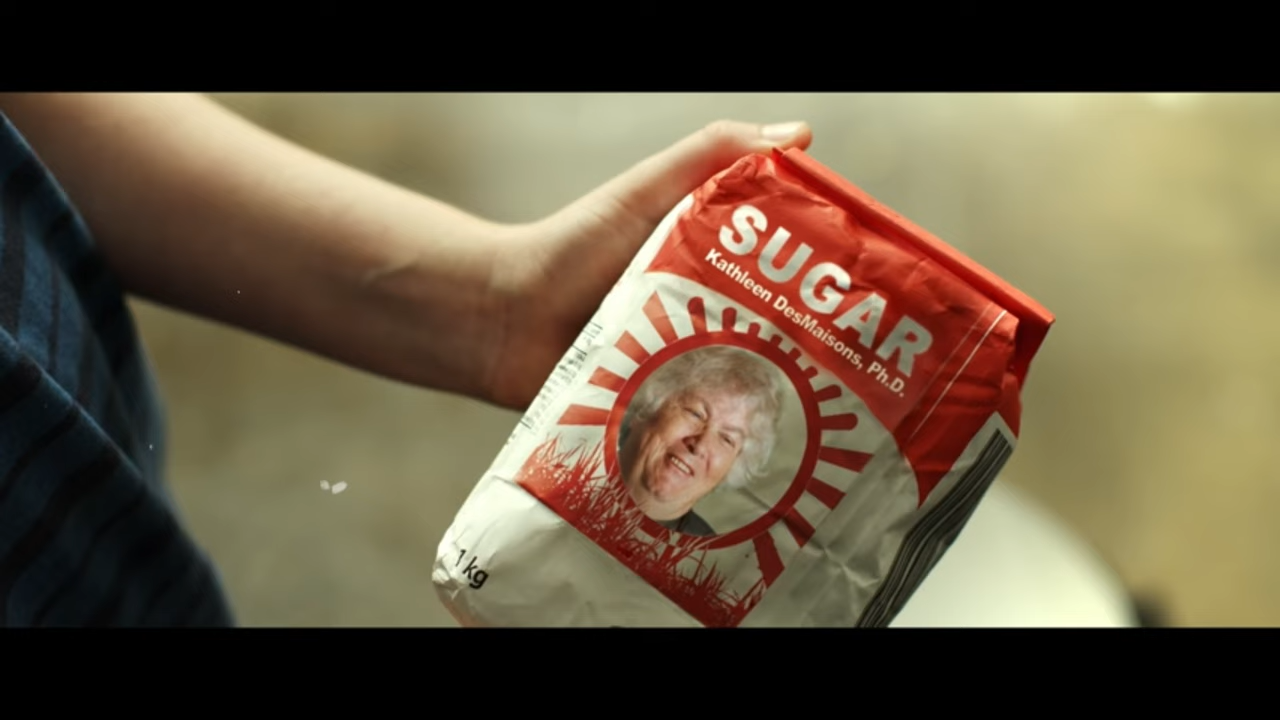 SUGAR
Kathleen DesMaisons, Ph.D.
1 kg